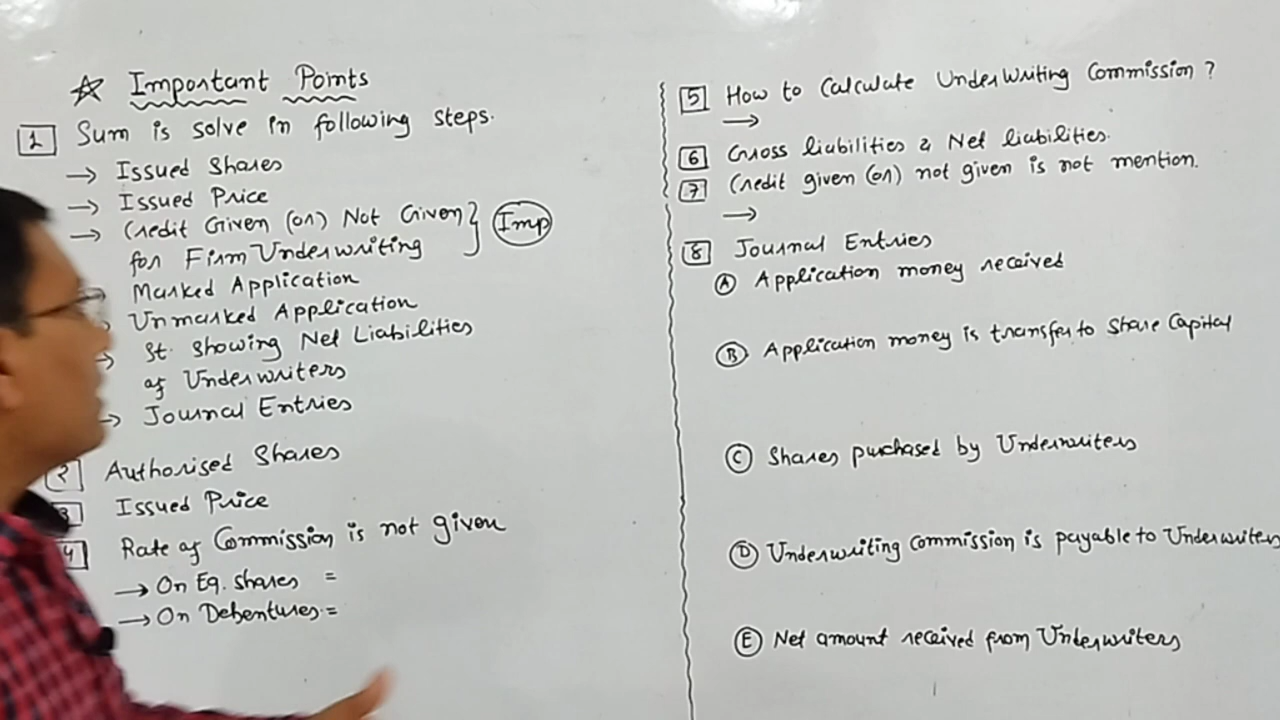 ☆ Important Points
1 Sum is solve in following steps.
→ Issued Shares
→ Issued Price
→ Credit Given (or) Not Given
for Firm Underwriting } Imp
Marked Application
Unmarked Application
→ St. showing Net Liabilities
of Underwriters
→ Journal Entries
2 Authorised Shares
3 Issued Price
4 Rate of Commission is not given
→ On Eq. shares =
→ On Debentures =
5 How to Calculate Underwriting Commission ?
→
6 Gross liabilities & Net liabilities.
7 Credit given (or) not given is not mention.
→
8 Journal Entries
A Application money received
B Application money is transfer to Share Capital
C Shares purchased by Underwriters
D Underwriting commission is payable to Underwriters
E Net amount received from Underwriters